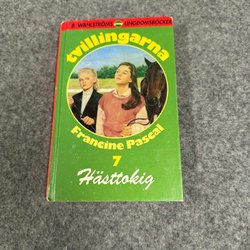 B. WAHLSTRÖMS UNGDOMSBÖCKER
tvillingarna
Francine Pascal
7
Hästtokig